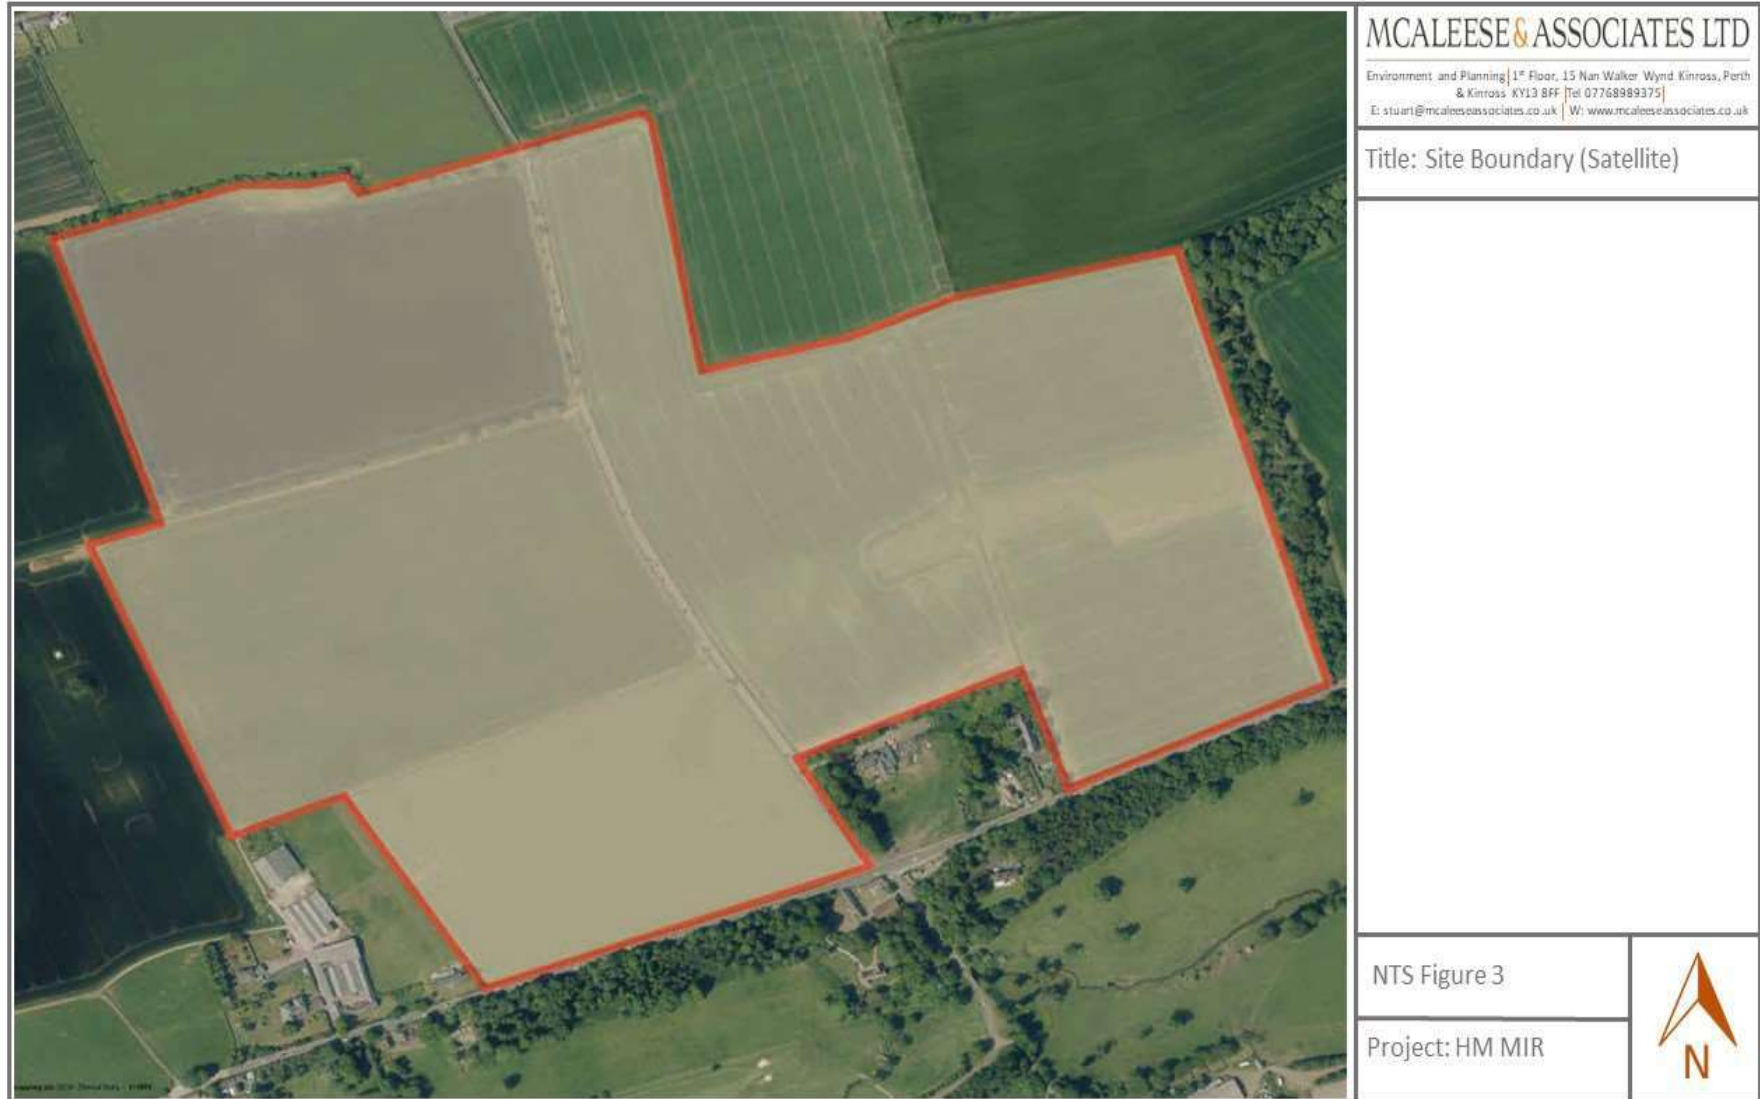 MCALEESE & ASSOCIATES LTD
Environment and Planning| 1st Floor, 15 Nan Walker Wynd Kinross, Perth
& Kinross KY13 8FF |Tel 07768989375|
E: stuart@mcaleeseassociates.co.uk | W: www.mcaleeseassociates.co.uk
Title: Site Boundary (Satellite)
NTS Figure 3
Project: HM MIR
N